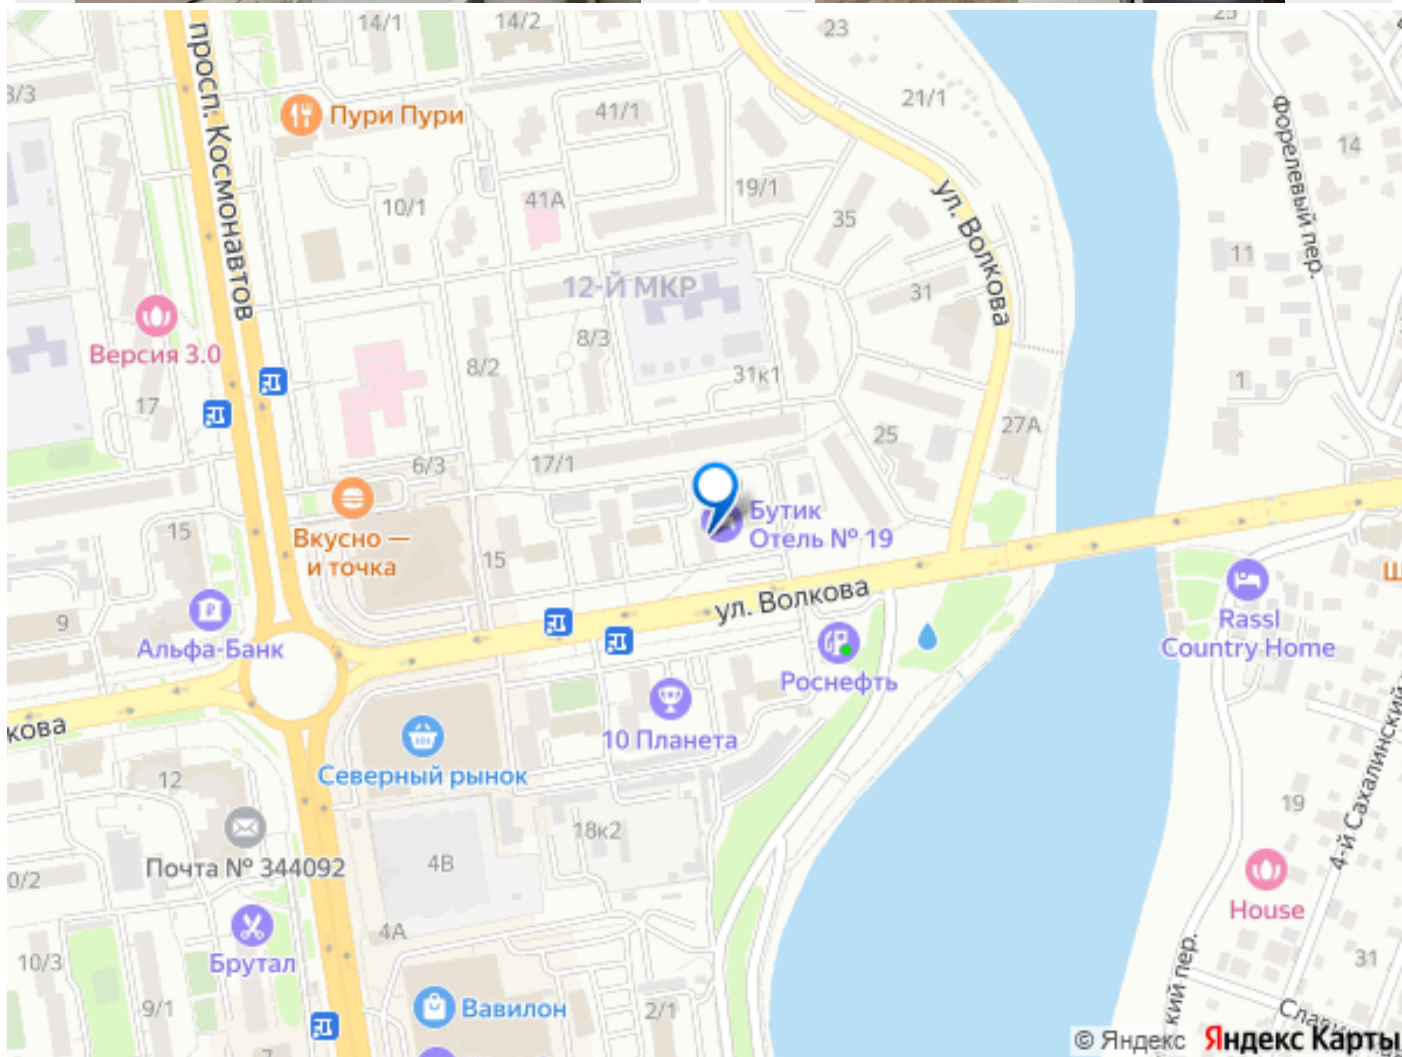 14/1
14/2
23
25
просп. Космонавтов
3/3
Пури Пури
41/1
21/1
Форелевый пер.
14
19/1
41А
10/1
35
ул. Волкова
11
12-Й МКР
31
Версия 3.0
8/3
8/2
31к1
1
17
25
27А
6/3
17/1
Вкусно —
и точка
Бутик
Отель № 19
15
15
ул. Волкова
9
Альфа-Банк
Rassl
Country Home
Роснефть
кова
10 Планета
Северный рынок
4-й Сахалинский
12
19
18к2
Почта № 344092
4В
0/2
House
4А
Брутал
10/3
31
9/1
Вавилон
2/1
кий пер.
7
© Яндекс
Яндекс Карты